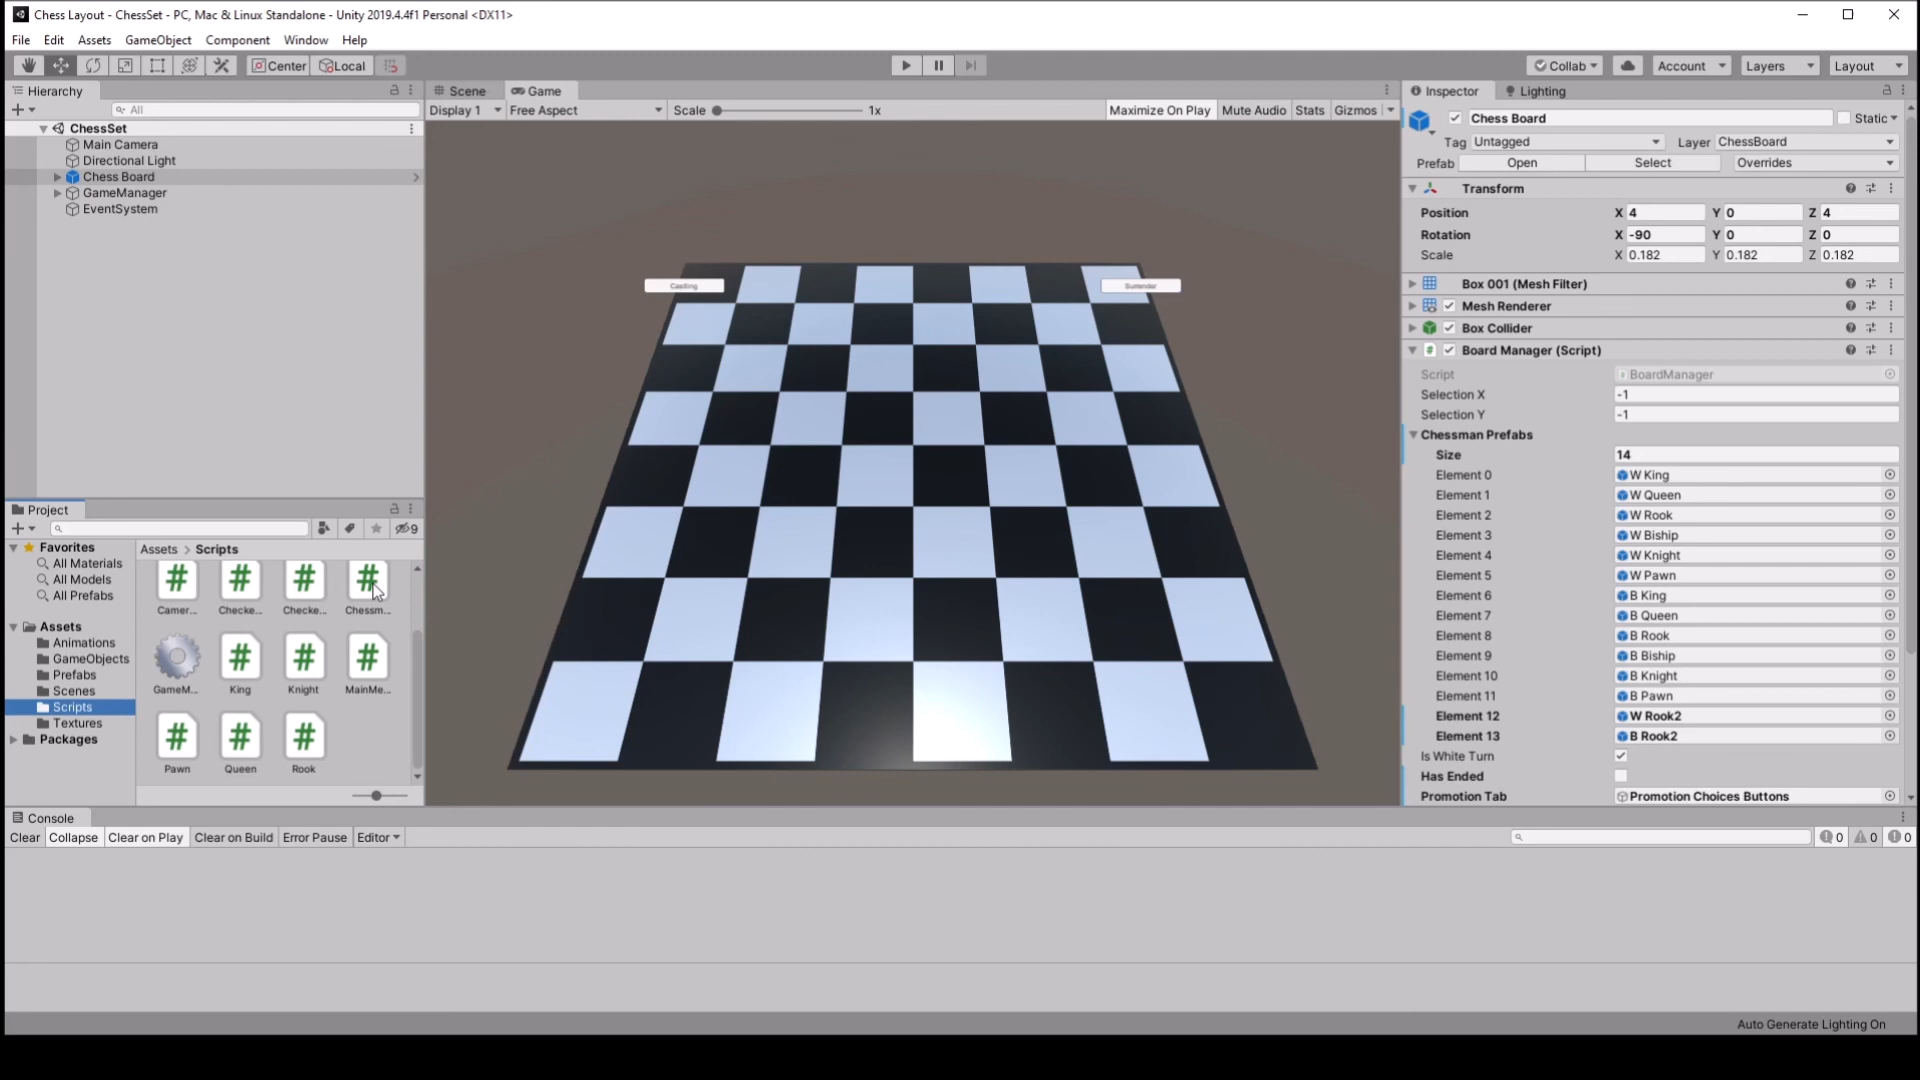 Chess Layout - ChessSet - PC, Mac & Linux Standalone - Unity 2019.4.4f1 Personal <DX11>
File Edit Assets GameObject Component Window Help
Center Local Collab Account Layers Layout
Hierarchy
All
ChessSet
Main Camera
Directional Light
Chess Board
GameManager
EventSystem
Scene Game
Display 1 Free Aspect Scale 1x Maximize On Play Mute Audio Stats Gizmos
Castling Surrender
Project
9
Favorites
All Materials
All Models
All Prefabs
Assets
Animations
GameObjects
Prefabs
Scenes
Scripts
Textures
Packages
Assets > Scripts
Camer... Checke... Checke... Chessm...
GameM... King Knight MainMe...
Pawn Queen Rook
Inspector Lighting
Chess Board Static
Tag Untagged Layer ChessBoard
Prefab Open Select Overrides
Transform
Position X 4 Y 0 Z 4
Rotation X -90 Y 0 Z 0
Scale X 0.182 Y 0.182 Z 0.182
Box 001 (Mesh Filter)
Mesh Renderer
Box Collider
Board Manager (Script)
Script BoardManager
Selection X -1
Selection Y -1
Chessman Prefabs
Size 14
Element 0 W King
Element 1 W Queen
Element 2 W Rook
Element 3 W Biship
Element 4 W Knight
Element 5 W Pawn
Element 6 B King
Element 7 B Queen
Element 8 B Rook
Element 9 B Biship
Element 10 B Knight
Element 11 B Pawn
Element 12 W Rook2
Element 13 B Rook2
Is White Turn
Has Ended
Promotion Tab Promotion Choices Buttons
Console
Clear Collapse Clear on Play Clear on Build Error Pause Editor 0 0 0
Auto Generate Lighting On